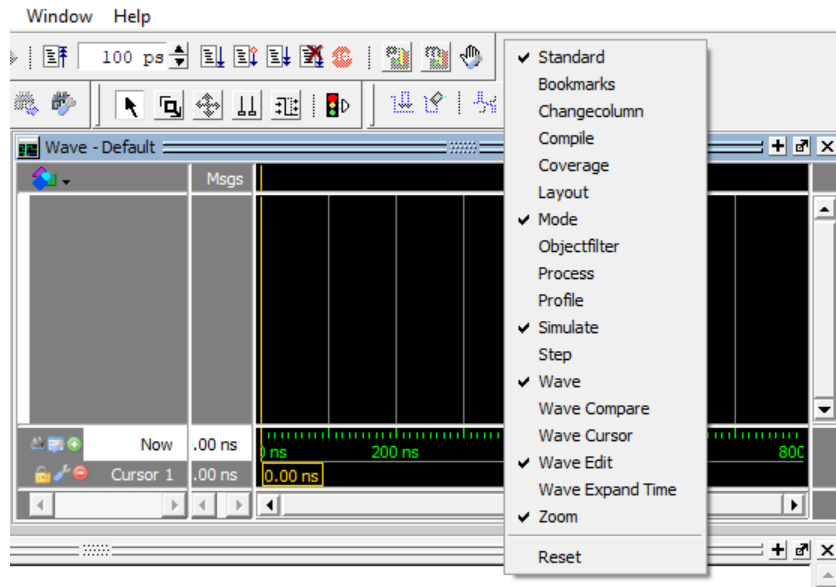 Window Help
100 ps
Wave - Default
Msgs
Standard
Bookmarks
Changecolumn
Compile
Coverage
Layout
Mode
Objectfilter
Process
Profile
Simulate
Step
Wave
Wave Compare
Wave Cursor
Wave Edit
Wave Expand Time
Zoom
Reset
Now .00 ns
ns 200 ns 800
Cursor 1 .00 ns 0.00 ns